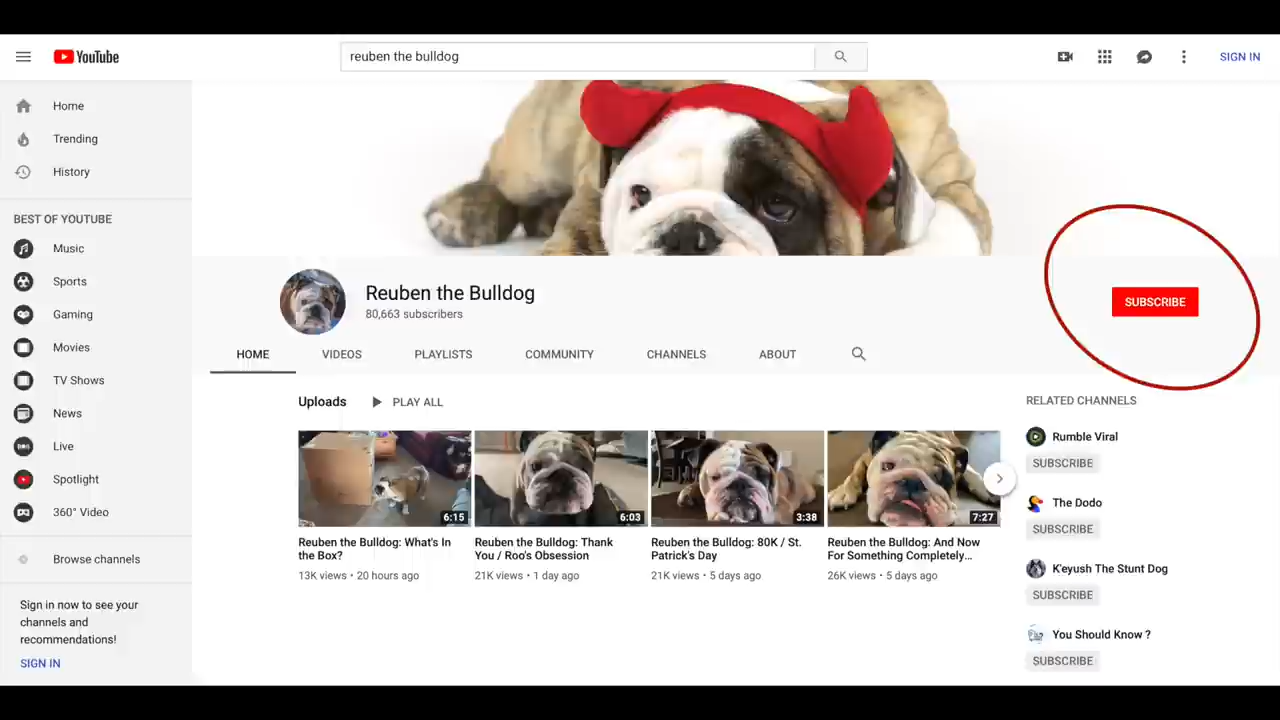 YouTube
reuben the bulldog
SIGN IN
Home
Trending
History
BEST OF YOUTUBE
Music
Sports
Gaming
Movies
TV Shows
News
Live
Spotlight
360° Video
Browse channels
Sign in now to see your
channels and
recommendations!
SIGN IN
Reuben the Bulldog
80,663 subscribers
SUBSCRIBE
HOME VIDEOS PLAYLISTS COMMUNITY CHANNELS ABOUT
Uploads PLAY ALL
6:15
Reuben the Bulldog: What's In
the Box?
13K views • 20 hours ago
6:03
Reuben the Bulldog: Thank
You / Roo's Obsession
21K views • 1 day ago
3:38
Reuben the Bulldog: 80K / St.
Patrick's Day
21K views • 5 days ago
7:27
Reuben the Bulldog: And Now
For Something Completely...
26K views • 5 days ago
RELATED CHANNELS
Rumble Viral
SUBSCRIBE
The Dodo
SUBSCRIBE
K'eyush The Stunt Dog
SUBSCRIBE
You Should Know ?
SUBSCRIBE